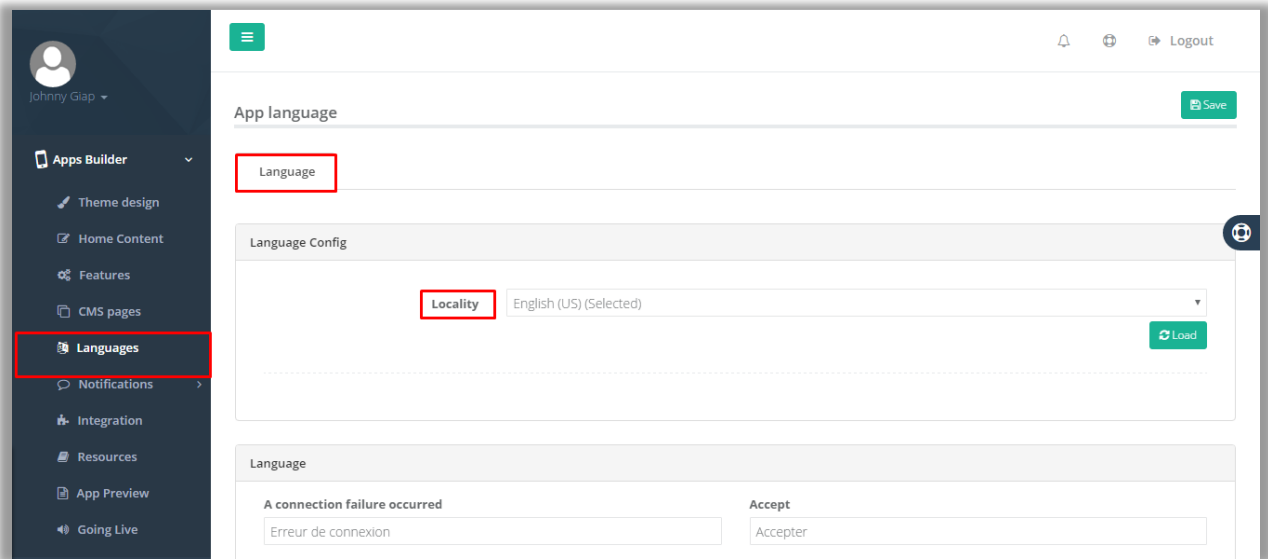 Johnny Giap
Apps Builder
Theme design
Home Content
Features
CMS pages
Languages
Notifications
Integration
Resources
App Preview
Going Live
Logout
App language
Save
Language
Language Config
Locality
English (US) (Selected)
Load
Language
A connection failure occurred
Accept
Erreur de connexion
Accepter